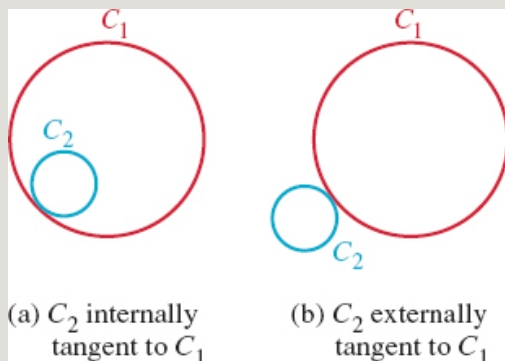 C₁
C₂
(a) C₂ internally
tangent to C₁
C₁
C₂
(b) C₂ externally
tangent to C₁